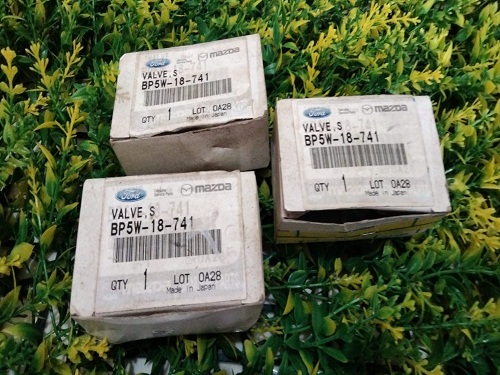 Ford mazda
VALVE,S
BP5W-18-741
QTY 1 LOT 0A28
Made in Japan
Ford mazda
VALVE,S
BP5W-18-741
QTY 1 LOT 0A28
Made in Japan
Ford mazda
VALVE,S
BP5W-18-741
QTY 1 LOT 0A28
Made in Japan